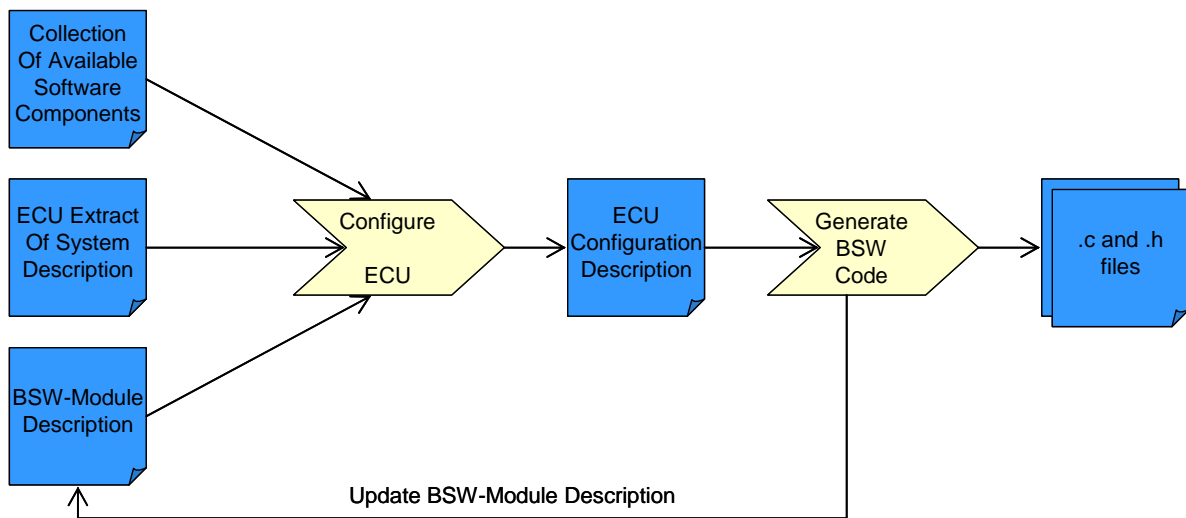 Collection
Of Available
Software
Components
ECU Extract
Of System
Description
BSW-Module
Description
Configure
ECU
ECU
Configuration
Description
Generate
BSW
Code
.c and .h
files
Update BSW-Module Description